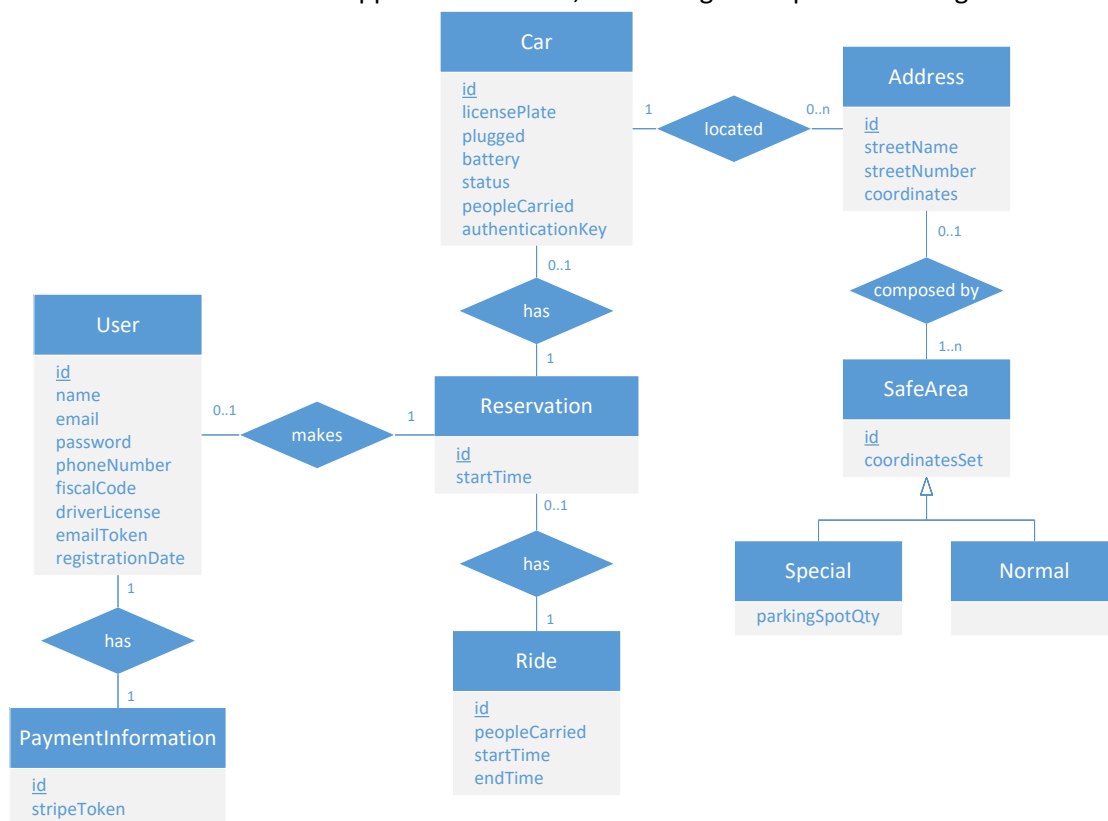 Car
id
licensePlate
plugged
battery
status
peopleCarried
authenticationKey
1
located
0..n
Address
id
streetName
streetNumber
coordinates
0..1
has
1
0..1
composed by
1..n
User
id
name
email
password
phoneNumber
fiscalCode
driverLicense
emailToken
registrationDate
0..1
makes
1
Reservation
id
startTime
SafeArea
id
coordinatesSet
0..1
has
1
Special
parkingSpotQty
Normal
1
has
1
Ride
id
peopleCarried
startTime
endTime
PaymentInformation
id
stripeToken